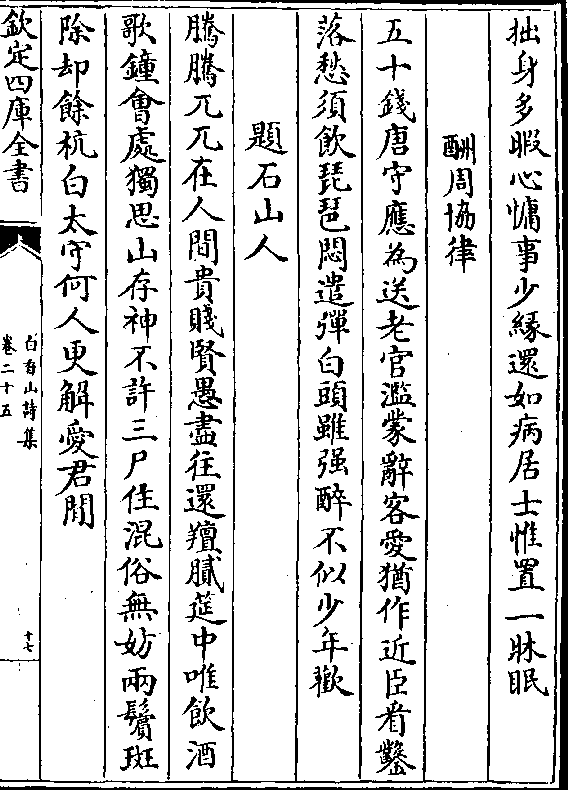 拙身多暇心慵事少縁還如病居士惟置一牀眠
酬周協律
五十錢唐守應為送老官濫蒙辭客愛猶作近臣看鑿
落愁須飲琵琶悶遣彈白頭雖强醉不似少年歡
題石山人
騰騰兀兀在人間貴賤賢愚盡往還羶膩筵中唯飲酒
歌鐘會處獨思山存神不許三尸住混俗無妨兩鬢斑
除却餘杭白太守何人更解愛君閒
欽定四庫全書
白香山詩集
卷二十五
十七